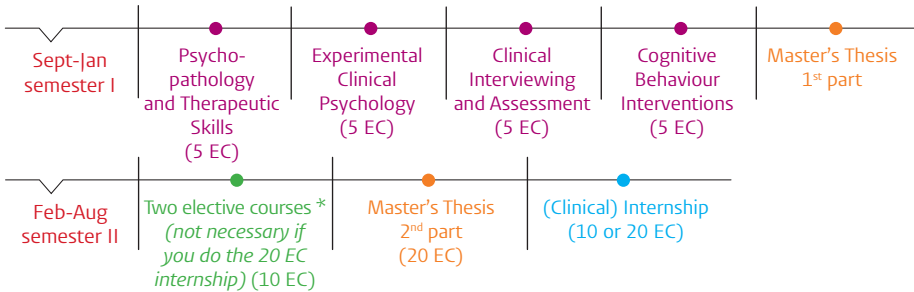 Sept-Jan
semester I
Psycho-
pathology
and Therapeutic
Skills
(5 EC)
Experimental
Clinical
Psychology
(5 EC)
Clinical
Interviewing
and Assessment
(5 EC)
Cognitive
Behaviour
Interventions
(5 EC)
Master's Thesis
1st part
Feb-Aug
semester II
Two elective courses *
(not necessary if
you do the 20 EC
internship) (10 EC)
Master's Thesis
2nd part
(20 EC)
(Clinical) Internship
(10 or 20 EC)